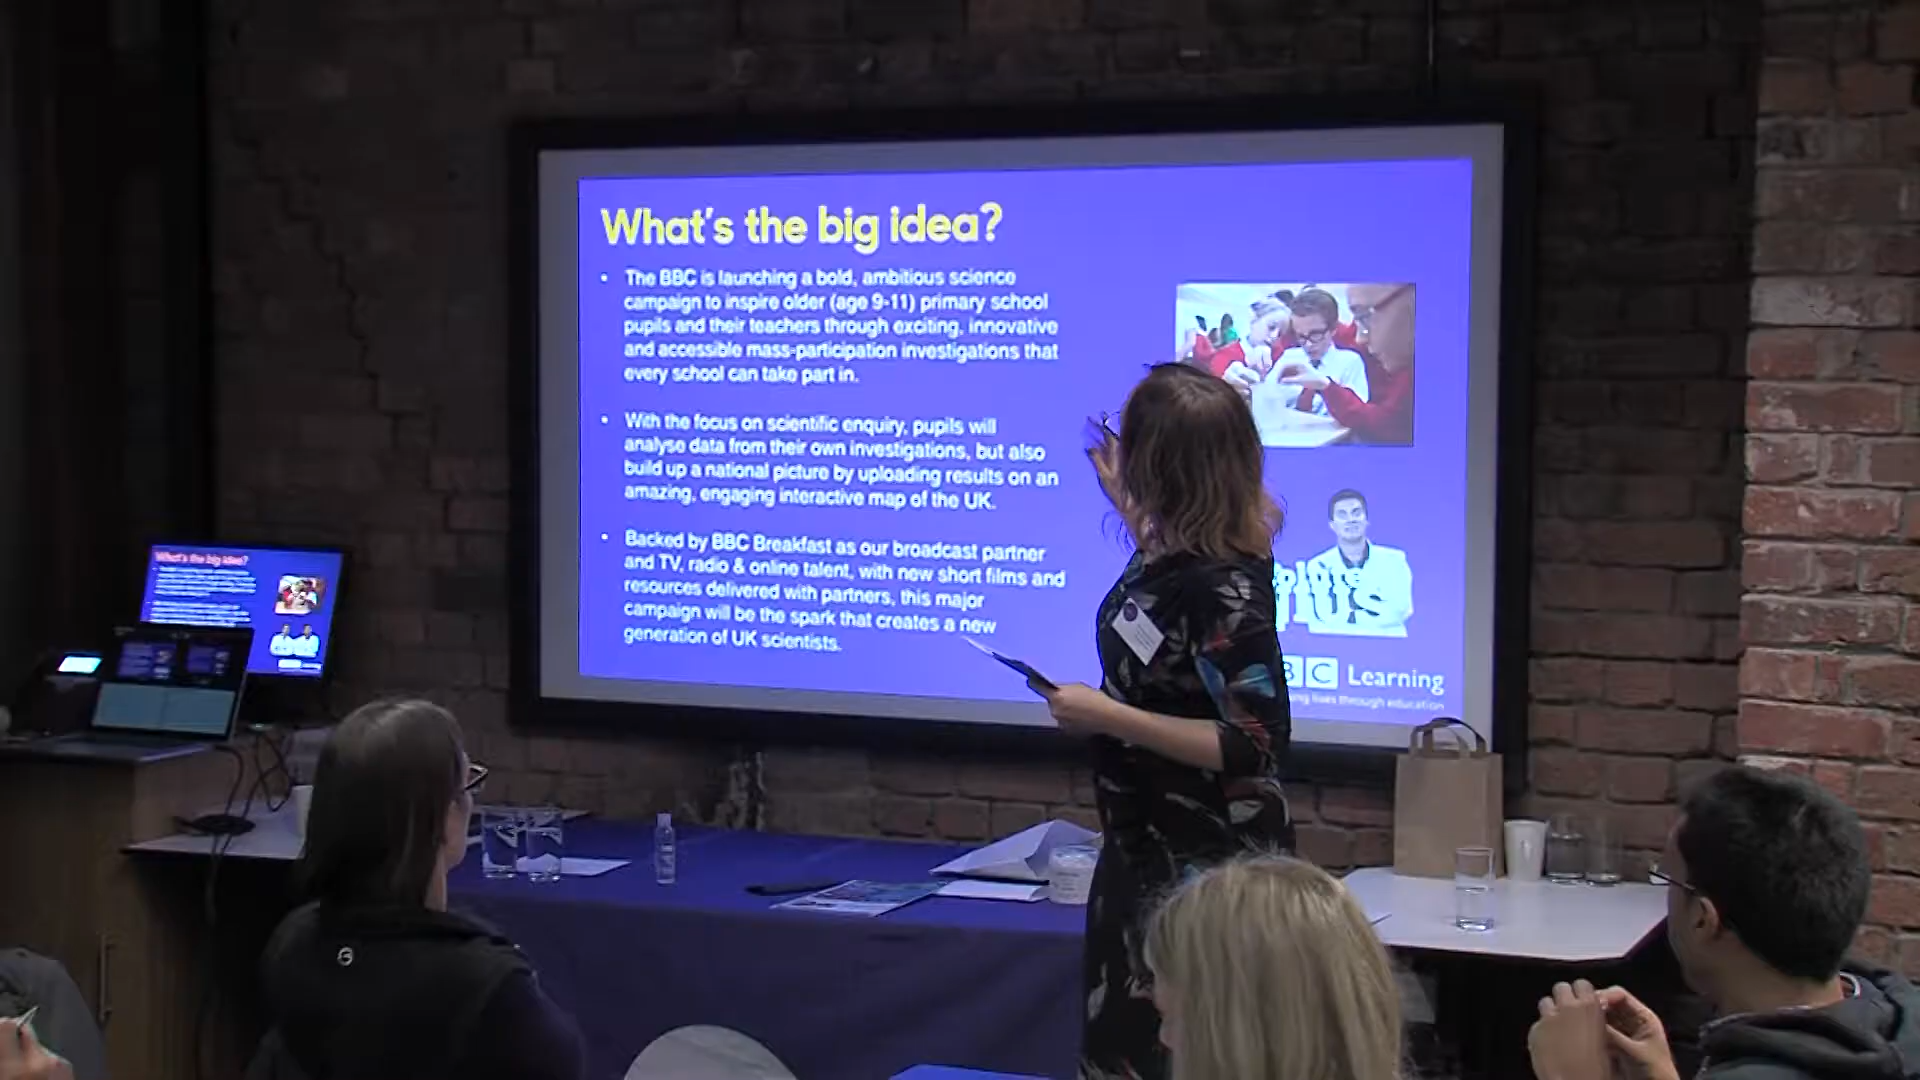 What's the big idea?
• The BBC is launching a bold, ambitious science
campaign to inspire older (age 9-11) primary school
pupils and their teachers through exciting, innovative
and accessible mass-participation investigations that
every school can take part in.
• With the focus on scientific enquiry, pupils will
analyse data from their own investigations, but also
build up a national picture by uploading results on an
amazing, engaging interactive map of the UK.
• Backed by BBC Breakfast as our broadcast partner
and TV, radio & online talent, with new short films and
resources delivered with partners, this major
campaign will be the spark that creates a new
generation of UK scientists.
BC Learning
lives through education
What's the big idea?